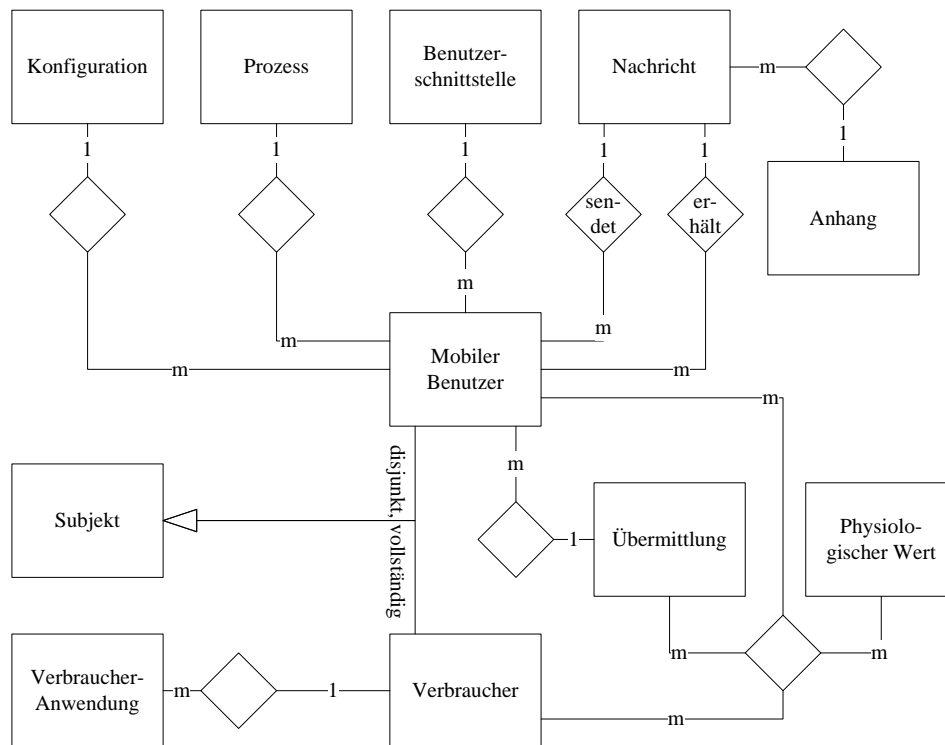 Konfiguration
Prozess
Benutzer-
schnittstelle
Nachricht
m
1
1
1
1
1
1
sen-
det
er-
hält
Anhang
m
m
m
m
m
Mobiler
Benutzer
m
disjunkt, vollständig
m
Subjekt
1
Übermittlung
Physiolo-
gischer Wert
m
m
Verbraucher-
Anwendung
m
1
Verbraucher
m